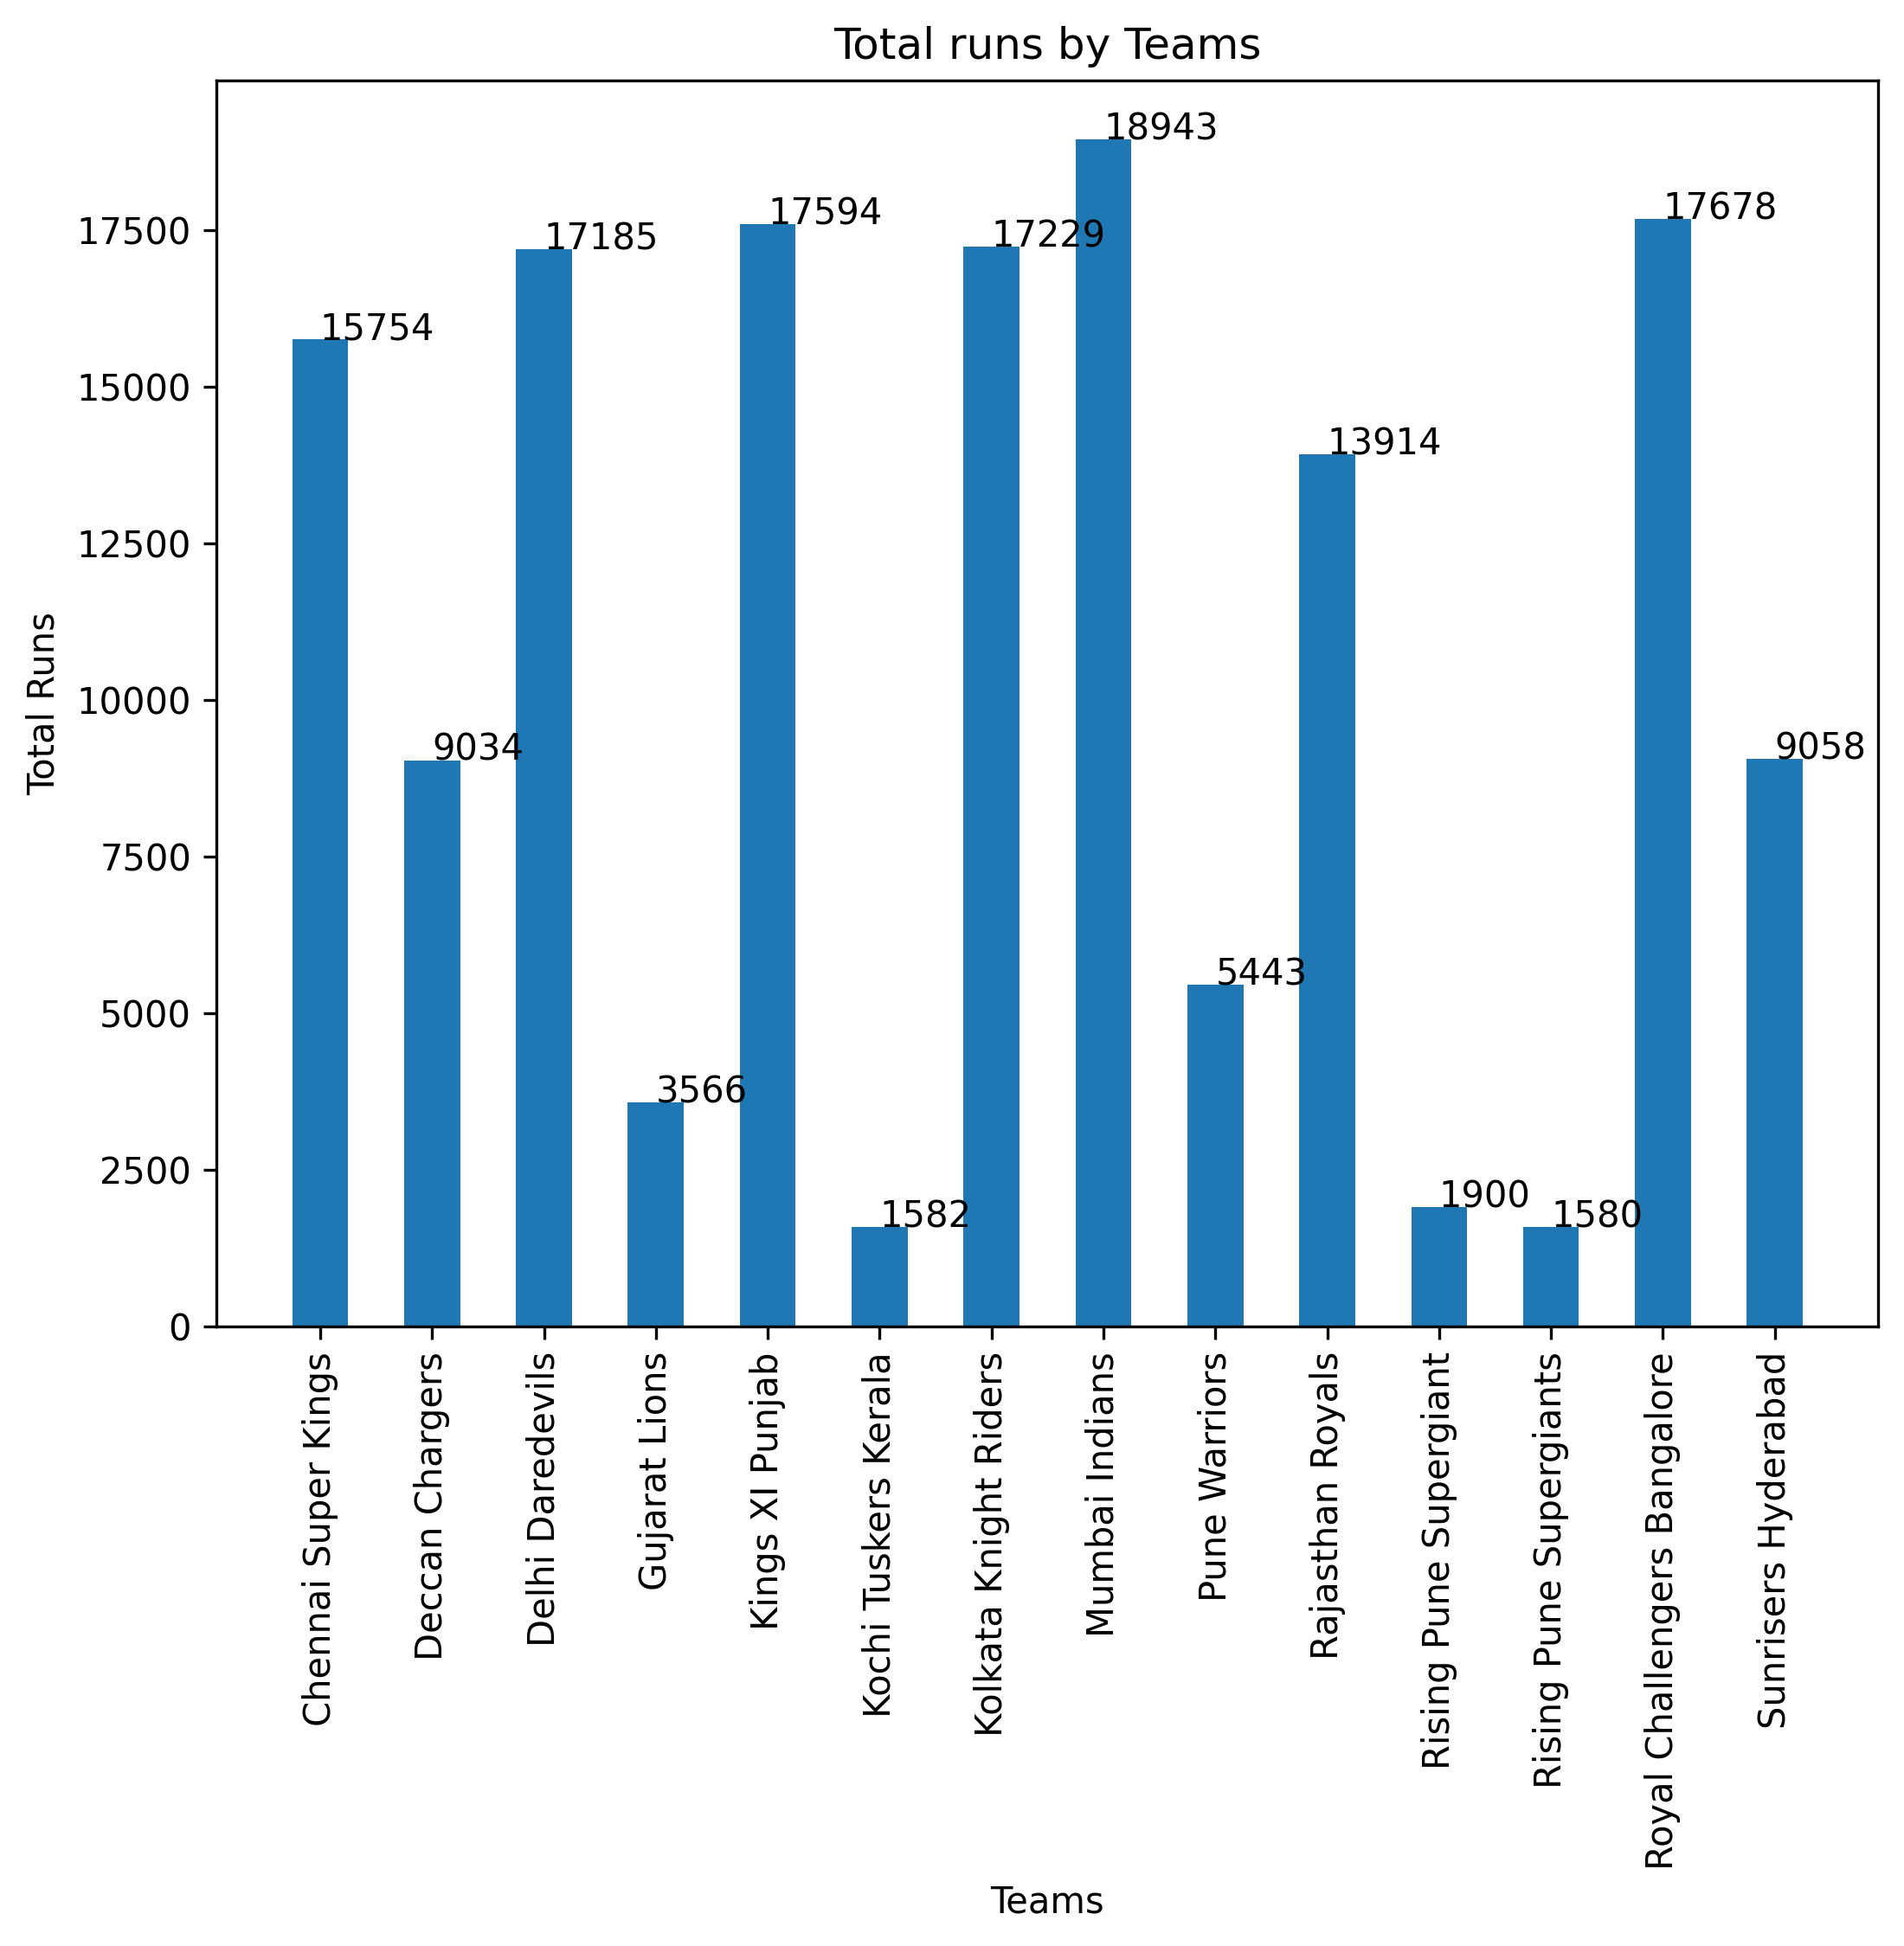 Total runs by Teams
Total Runs
17500
15000
12500
10000
7500
5000
2500
0
15754
9034
17185
3566
17594
1582
17229
18943
5443
13914
1900
1580
17678
9058
Chennai Super Kings
Deccan Chargers
Delhi Daredevils
Gujarat Lions
Kings XI Punjab
Kochi Tuskers Kerala
Kolkata Knight Riders
Mumbai Indians
Pune Warriors
Rajasthan Royals
Rising Pune Supergiant
Rising Pune Supergiants
Royal Challengers Bangalore
Sunrisers Hyderabad
Teams